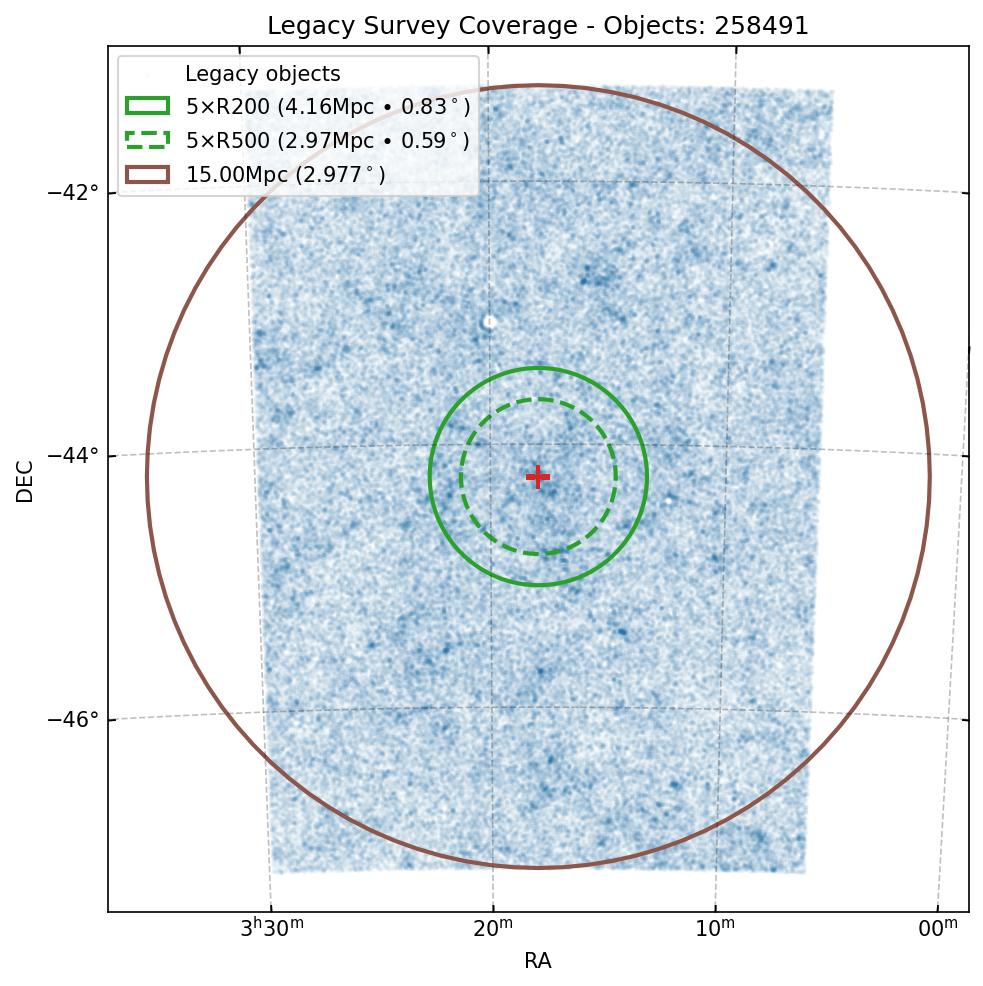 Legacy Survey Coverage - Objects: 258491
Legacy objects
5×R200 (4.16Mpc • 0.83°)
5×R500 (2.97Mpc • 0.59°)
15.00Mpc (2.977°)
−42°
−44°
−46°
DEC
3ʰ30ᵐ 20ᵐ 10ᵐ 00ᵐ
RA